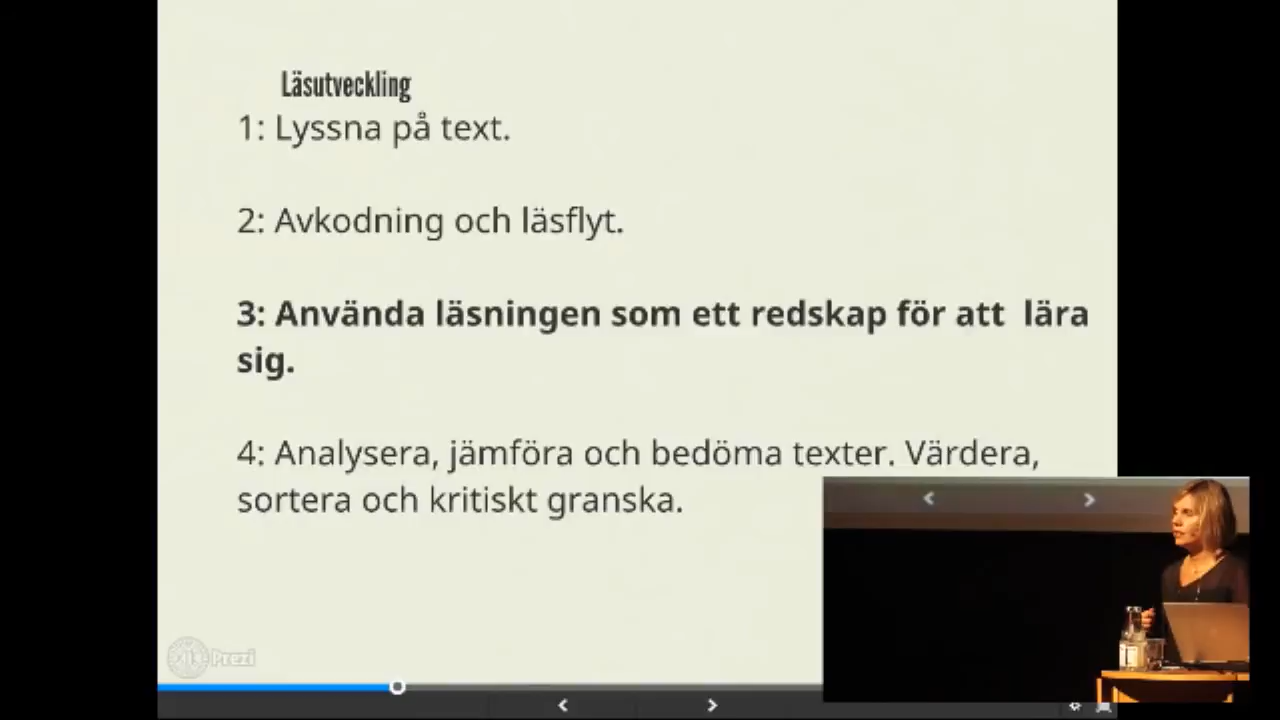 Läsutveckling
1: Lyssna på text.
2: Avkodning och läsflyt.
3: Använda läsningen som ett redskap för att  lära
sig.
4: Analysera, jämföra och bedöma texter. Värdera,
sortera och kritiskt granska.
Prezi